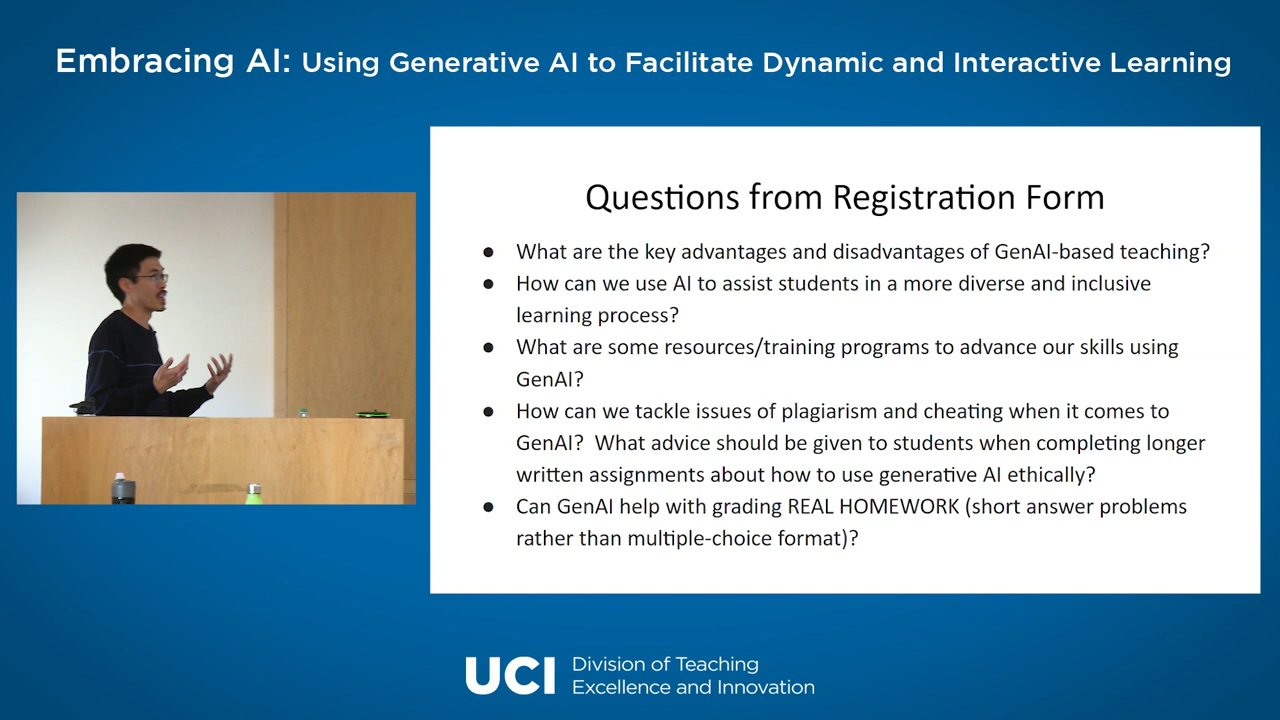 Embracing AI: Using Generative AI to Facilitate Dynamic and Interactive Learning
Questions from Registration Form
● What are the key advantages and disadvantages of GenAI-based teaching?
● How can we use AI to assist students in a more diverse and inclusive
learning process?
● What are some resources/training programs to advance our skills using
GenAI?
● How can we tackle issues of plagiarism and cheating when it comes to
GenAI?  What advice should be given to students when completing longer
written assignments about how to use generative AI ethically?
● Can GenAI help with grading REAL HOMEWORK (short answer problems
rather than multiple-choice format)?
UCI
Division of Teaching
Excellence and Innovation